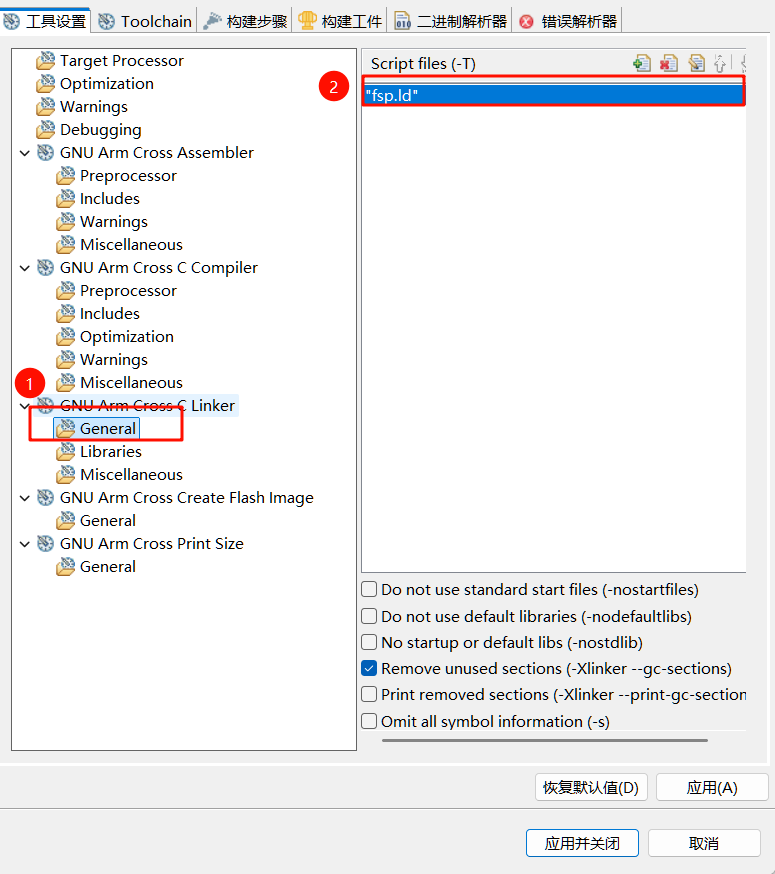 工具设置 Toolchain 构建步骤 构建工件 二进制解析器 错误解析器
Target Processor
Optimization
Warnings
Debugging
GNU Arm Cross Assembler
Preprocessor
Includes
Warnings
Miscellaneous
GNU Arm Cross C Compiler
Preprocessor
Includes
Optimization
Warnings
Miscellaneous
1
GNU Arm Cross C Linker
General
Libraries
Miscellaneous
GNU Arm Cross Create Flash Image
General
GNU Arm Cross Print Size
General
Script files (-T)
2
"fsp.ld"
Do not use standard start files (-nostartfiles)
Do not use default libraries (-nodefaultlibs)
No startup or default libs (-nostdlib)
Remove unused sections (-Xlinker --gc-sections)
Print removed sections (-Xlinker --print-gc-section
Omit all symbol information (-s)
恢复默认值(D) 应用(A)
应用并关闭 取消